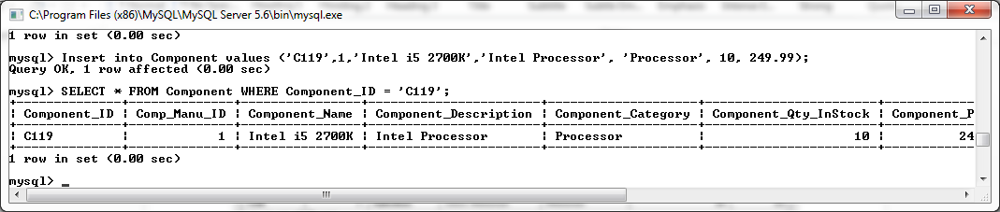 C:\Program Files (x86)\MySQL\MySQL Server 5.6\bin\mysql.exe
1 row in set (0.00 sec)
mysql> Insert into Component values ('C119',1,'Intel i5 2700K','Intel Processor', 'Processor', 10, 249.99);
Query OK, 1 row affected (0.00 sec)
mysql> SELECT * FROM Component WHERE Component_ID = 'C119';
| Component_ID | Comp_Manu_ID | Component_Name | Component_Description | Component_Category | Component_Qty_InStock | Component_P
| C119 | 1 | Intel i5 2700K | Intel Processor | Processor | 10 | 24
1 row in set (0.00 sec)
mysql> _